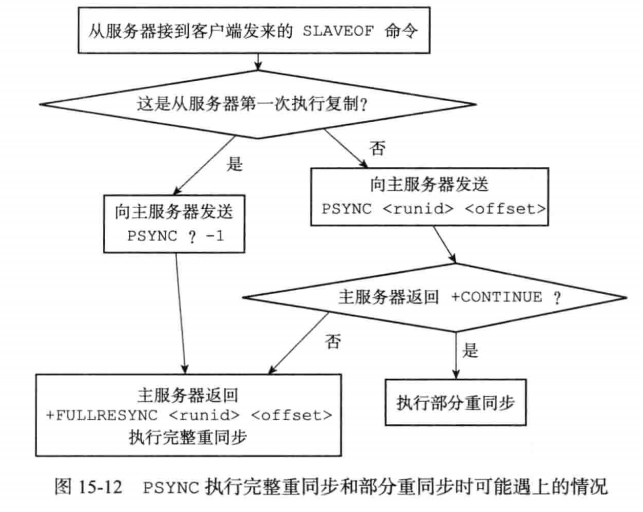 从服务器接到客户端发来的 SLAVEOF 命令
这是从服务器第一次执行复制？
是
否
向主服务器发送
PSYNC ? -1
向主服务器发送
PSYNC <runid> <offset>
主服务器返回 +CONTINUE ？
否
是
主服务器返回
+FULLRESYNC <runid> <offset>
执行完整重同步
执行部分重同步
图 15-12 PSYNC 执行完整重同步和部分重同步时可能遇上的情况